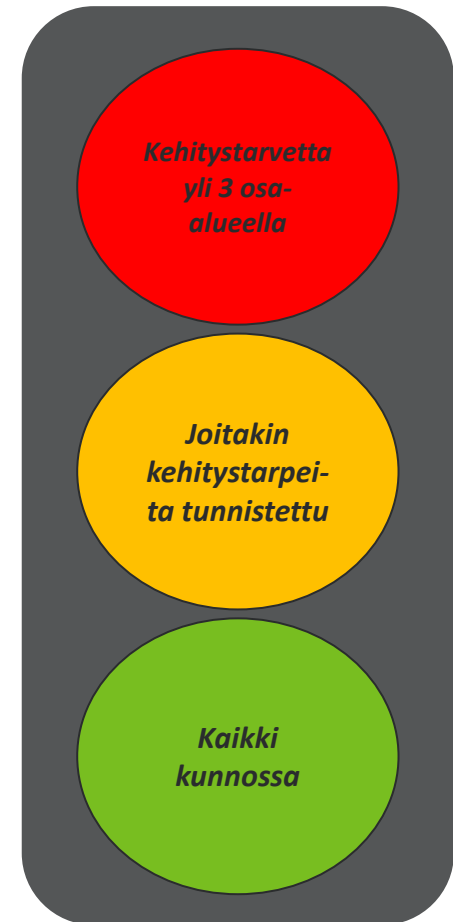 Kehitystarvetta
yli 3 osa-
alueella
Joitakin
kehitystarpei-
ta tunnistettu
Kaikki
kunnossa